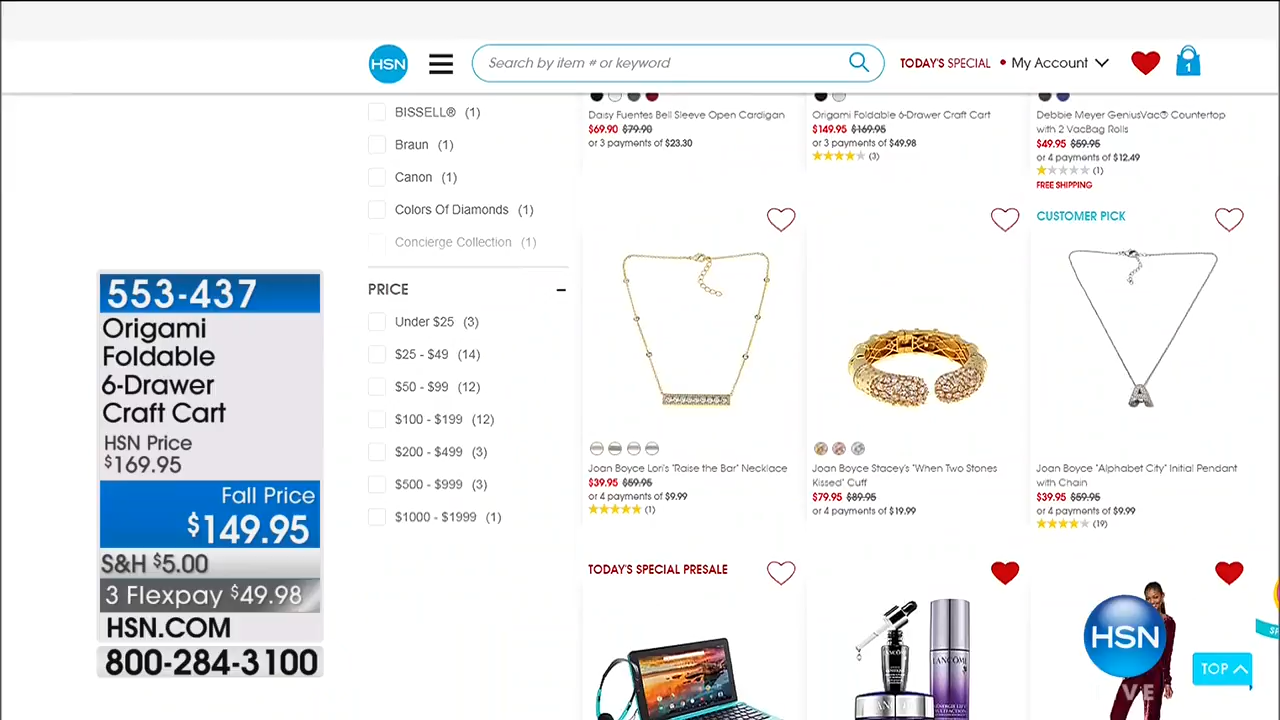 HSN
Search by item # or keyword
TODAY'S SPECIAL • My Account
1
BISSELL® (1)
Braun (1)
Canon (1)
Colors Of Diamonds (1)
Concierge Collection (1)
PRICE
Under $25 (3)
$25 - $49 (14)
$50 - $99 (12)
$100 - $199 (12)
$200 - $499 (3)
$500 - $999 (3)
$1000 - $1999 (1)
Daisy Fuentes Bell Sleeve Open Cardigan
$69.90 $79.90
or 3 payments of $23.30
Origami Foldable 6-Drawer Craft Cart
$149.95 $169.95
or 3 payments of $49.98
(3)
Debbie Meyer GeniusVac® Countertop
with 2 VacBag Rolls
$49.95 $59.95
or 4 payments of $12.49
(1)
FREE SHIPPING
CUSTOMER PICK
A
Joan Boyce Lori's "Raise the Bar" Necklace
$39.95 $59.95
or 4 payments of $9.99
(1)
Joan Boyce Stacey's "When Two Stones
Kissed" Cuff
$79.95 $89.95
or 4 payments of $19.99
Joan Boyce "Alphabet City" Initial Pendant
with Chain
$39.95 $59.95
or 4 payments of $9.99
(19)
TODAY'S SPECIAL PRESALE
LANCÔME
HSN
TOP
553-437
Origami
Foldable
6-Drawer
Craft Cart
HSN Price
$169.95
Fall Price
$149.95
S&H $5.00
3 Flexpay $49.98
HSN.COM
800-284-3100